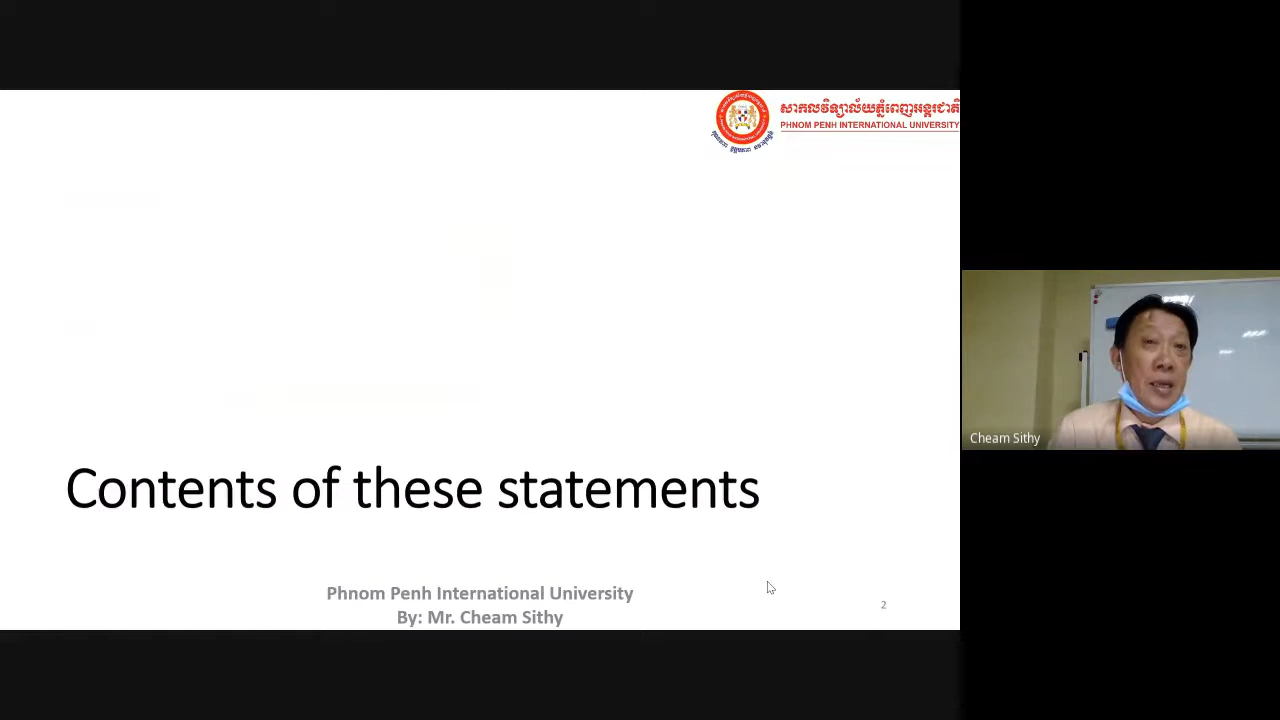 សាកលវិទ្យាល័យភ្នំពេញអន្តរជាតិ
PHNOM PENH INTERNATIONAL UNIVERSITY
Contents of these statements
Phnom Penh International University
By: Mr. Cheam Sithy
2
Cheam Sithy